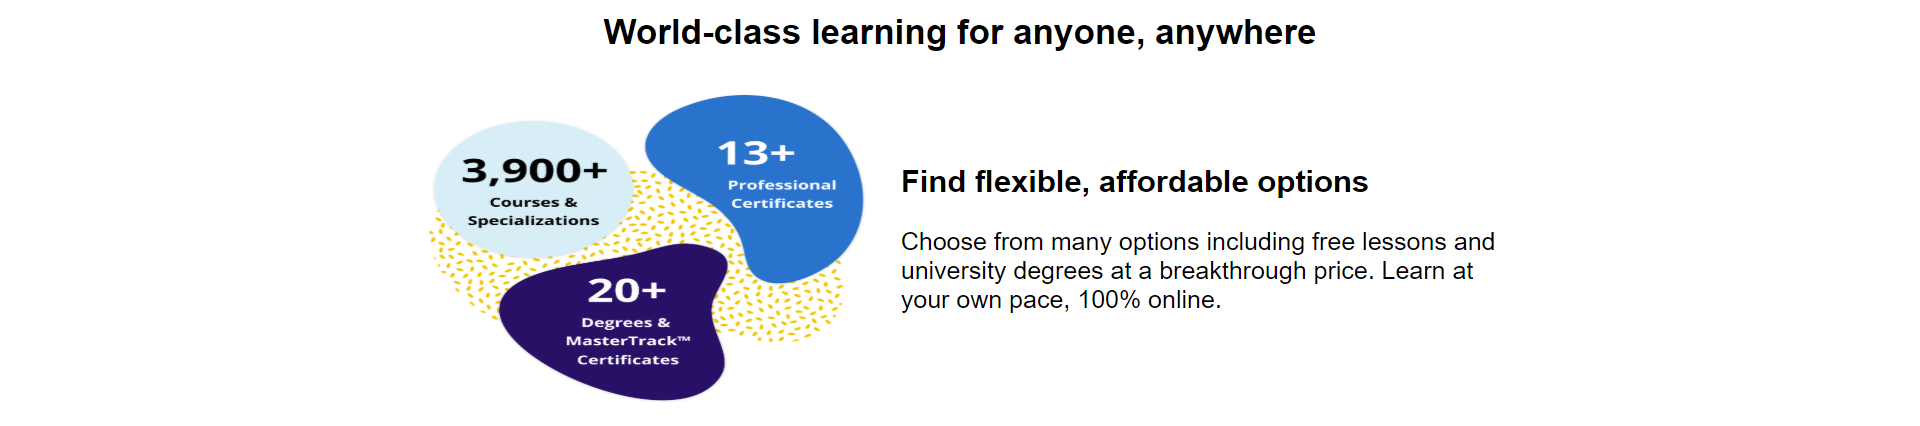 World-class learning for anyone, anywhere
3,900+
Courses &
Specializations
13+
Professional
Certificates
20+
Degrees &
MasterTrack™
Certificates
Find flexible, affordable options
Choose from many options including free lessons and
university degrees at a breakthrough price. Learn at
your own pace, 100% online.